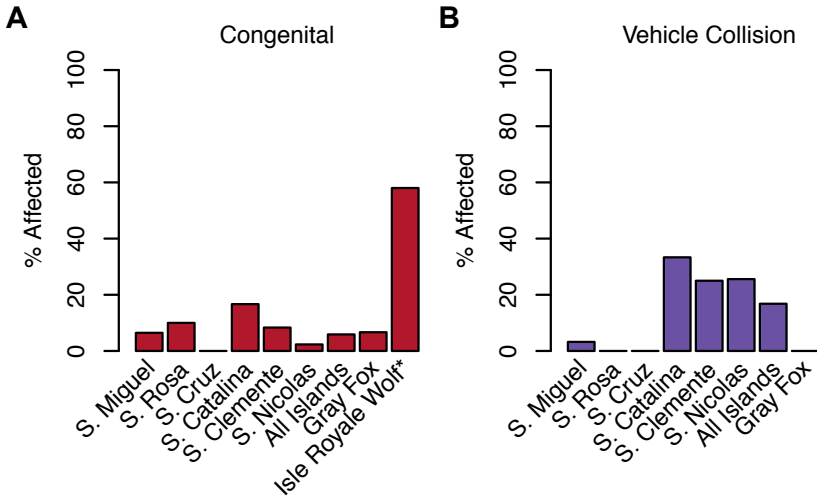 A
Congenital
% Affected
100
80
60
40
20
0
S. Miguel
S. Rosa
S. Cruz
S. Catalina
S. Clemente
S. Nicolas
All Islands
Gray Fox
Isle Royale Wolf*
B
Vehicle Collision
% Affected
100
80
60
40
20
0
S. Miguel
S. Rosa
S. Cruz
S. Catalina
S. Clemente
S. Nicolas
All Islands
Gray Fox